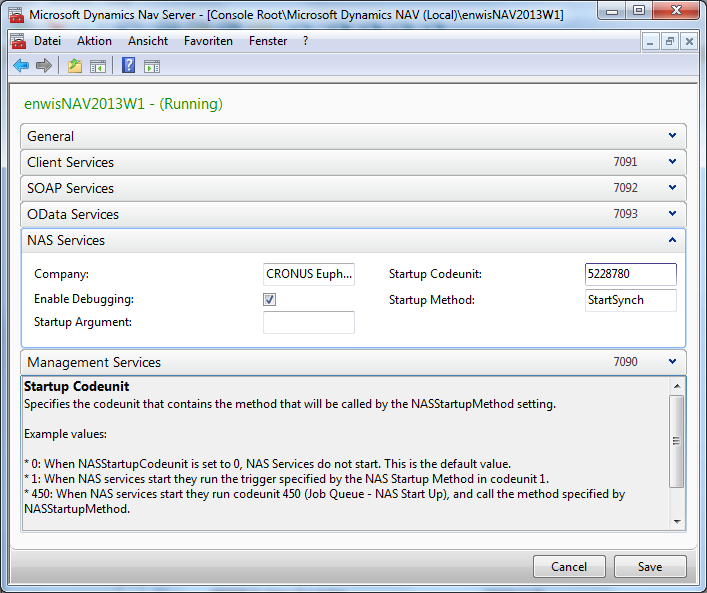 Microsoft Dynamics Nav Server - [Console Root\Microsoft Dynamics NAV (Local)\enwisNAV2013W1]
Datei Aktion Ansicht Favoriten Fenster ?
enwisNAV2013W1 - (Running)
General
Client Services 7091
SOAP Services 7092
OData Services 7093
NAS Services
Company: CRONUS Euph... Startup Codeunit: 5228780
Enable Debugging: Startup Method: StartSynch
Startup Argument:
Management Services 7090
Startup Codeunit
Specifies the codeunit that contains the method that will be called by the NASStartupMethod setting.
Example values:
* 0: When NASStartupCodeunit is set to 0, NAS Services do not start. This is the default value.
* 1: When NAS services start they run the trigger specified by the NAS Startup Method in codeunit 1.
* 450: When NAS services start they run codeunit 450 (Job Queue - NAS Start Up), and call the method specified by
NASStartupMethod.
Cancel Save